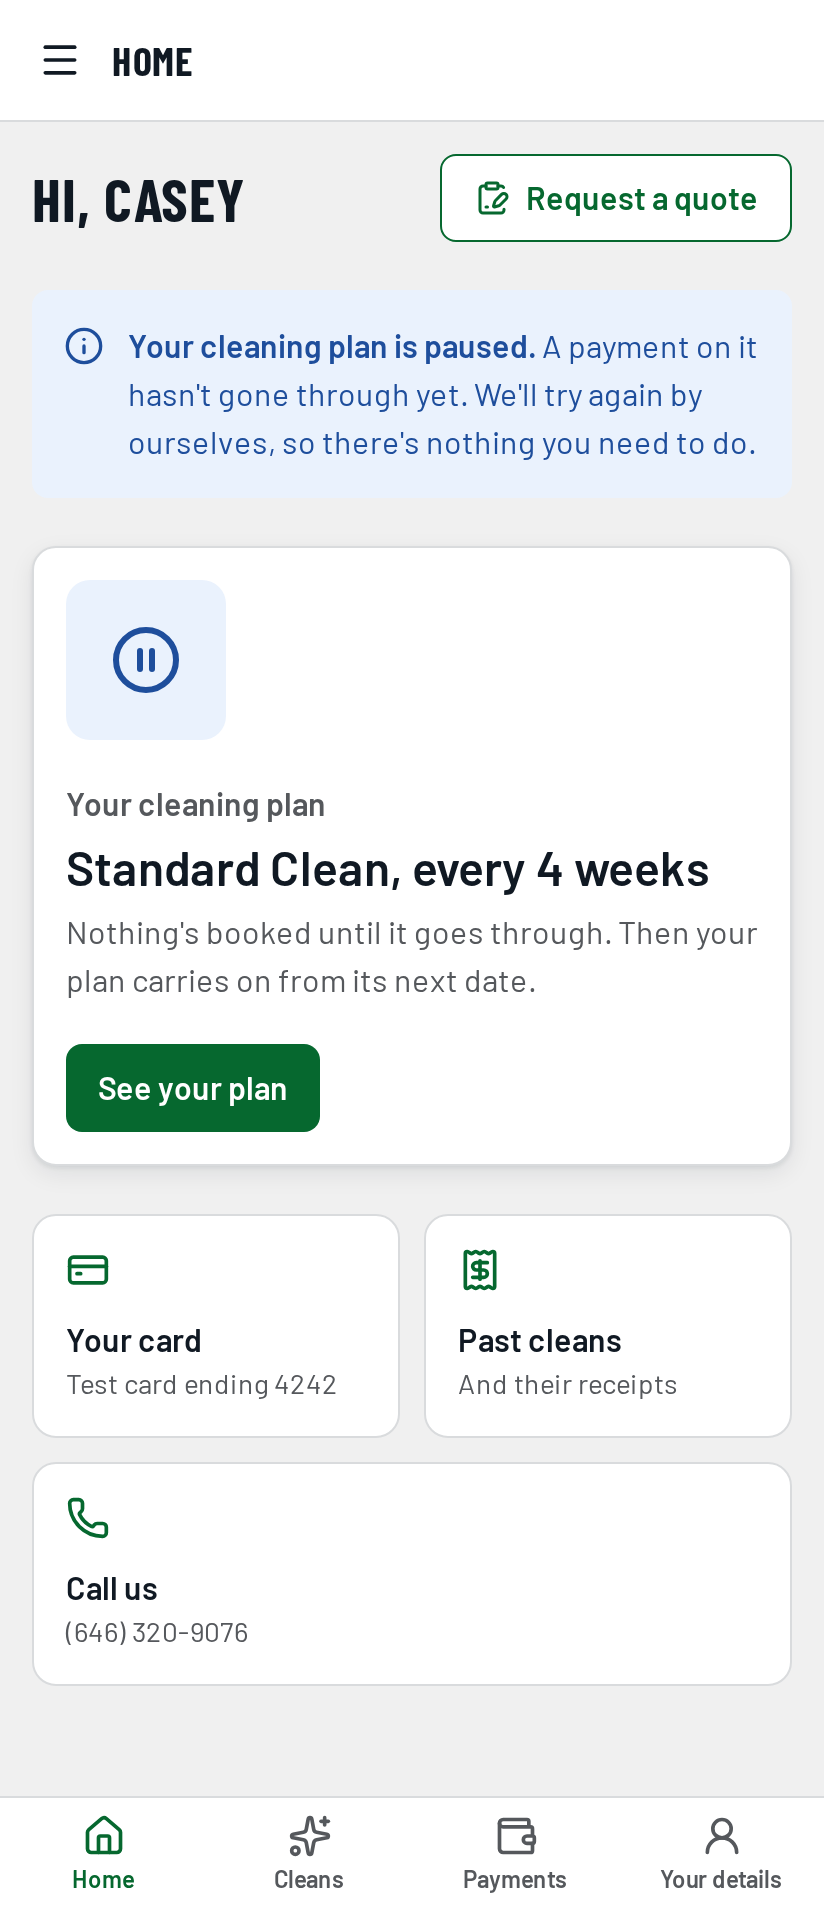 HOME
HI, CASEY
Request a quote
Your cleaning plan is paused. A payment on it
hasn't gone through yet. We'll try again by
ourselves, so there's nothing you need to do.
Your cleaning plan
Standard Clean, every 4 weeks
Nothing's booked until it goes through. Then your
plan carries on from its next date.
See your plan
Your card
Test card ending 4242
Past cleans
And their receipts
Call us
(646) 320-9076
Home
Cleans
Payments
Your details